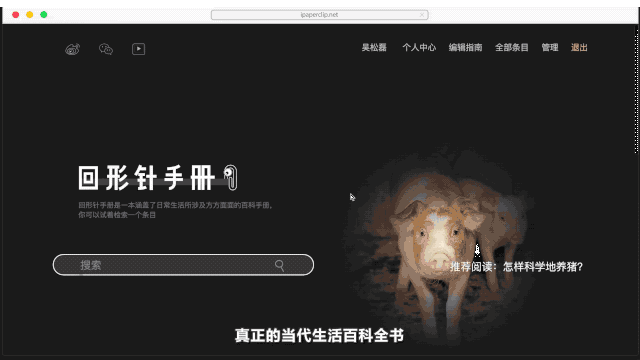 ipaperclip.net
吴松磊 个人中心 编辑指南 全部条目 管理 退出
回形针手册
回形针手册是一本涵盖了日常生活所涉及方方面面的百科手册，
你可以试着检索一个条目
搜索
推荐阅读：怎样科学地养猪？
真正的当代生活百科全书